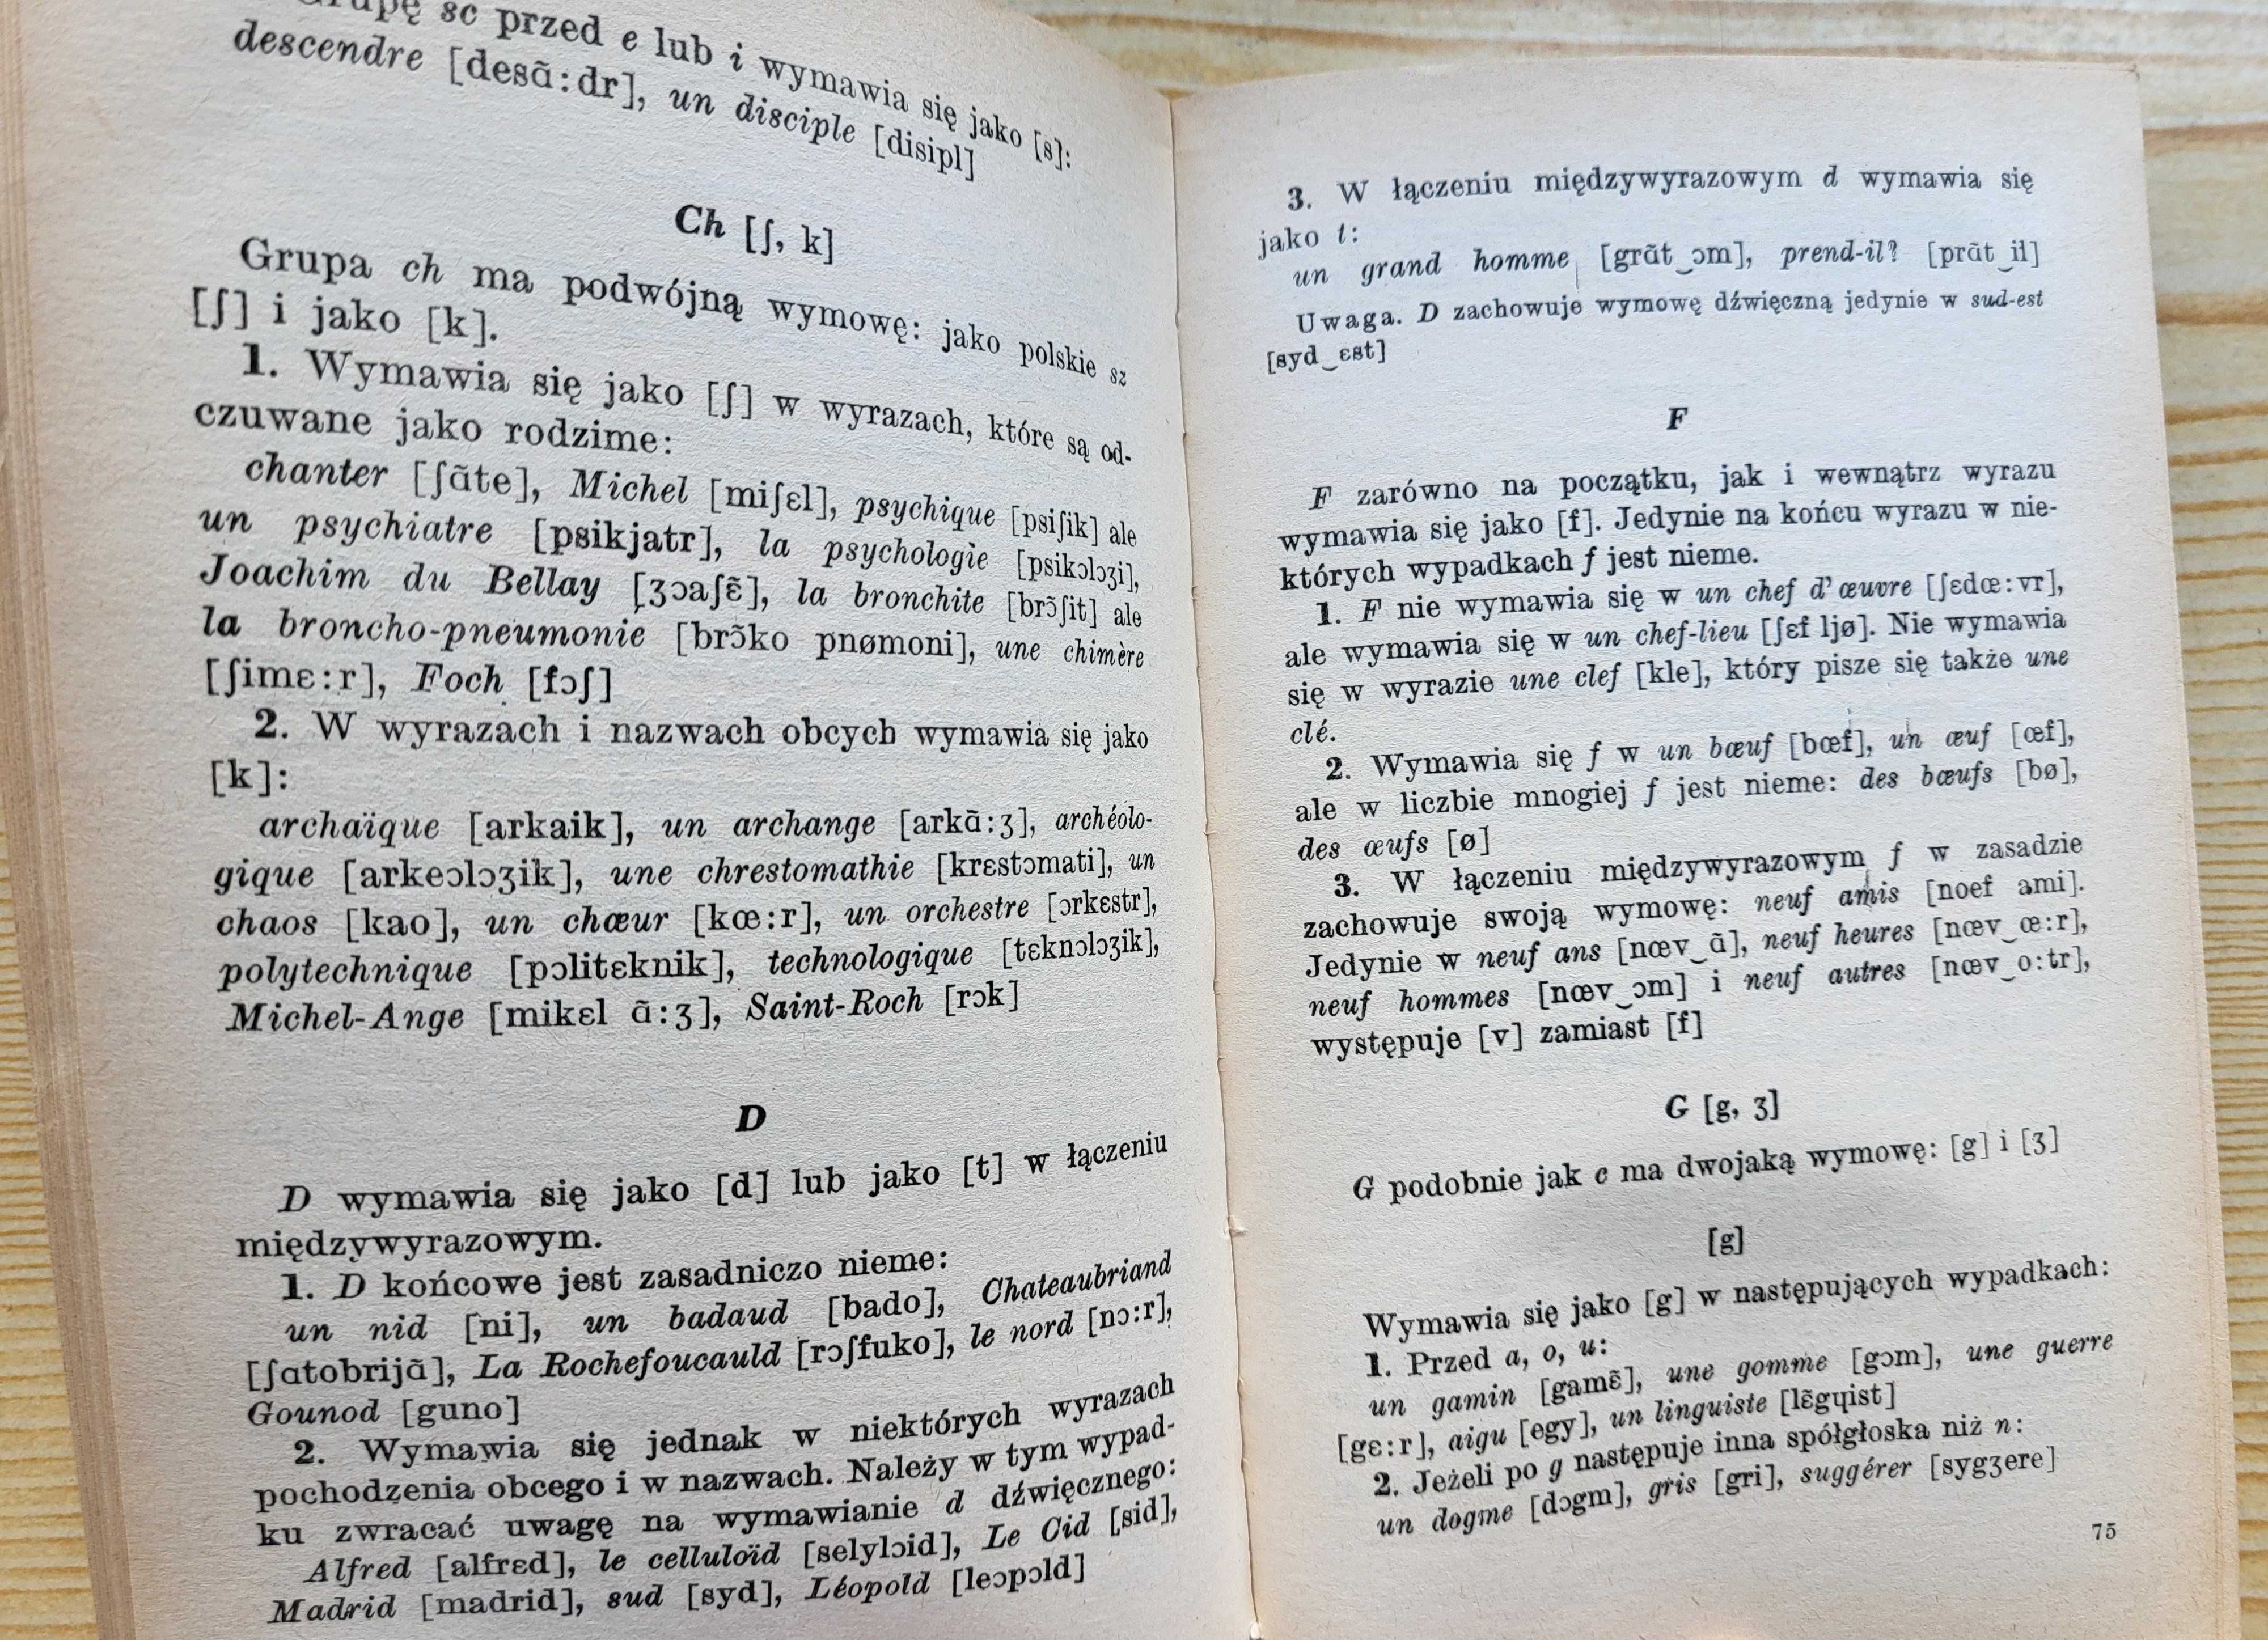 Grupę sc przed e lub i wymawia się jako [s]:
descendre [desɑ̃:dr], un disciple [disipl]
Ch [ʃ, k]
Grupa ch ma podwójną wymowę: jako polskie sz
[ʃ] i jako [k].
1. Wymawia się jako [ʃ] w wyrazach, które są od-
czuwane jako rodzime:
chanter [ʃɑ̃te], Michel [miʃɛl], psychique [psiʃik] ale
un psychiatre [psikjatr], la psychologie [psikɔlɔʒi],
Joachim du Bellay [ʒɔaʃɛ̃], la bronchite [brɔ̃ʃit] ale
la broncho-pneumonie [brɔ̃ko pnømoni], une chimère
[ʃimɛ:r], Foch [fɔʃ]
2. W wyrazach i nazwach obcych wymawia się jako
[k]:
archaïque [arkaik], un archange [arkɑ̃:ʒ], archéolo-
gique [arkeɔlɔʒik], une chrestomathie [krɛstɔmati], un
chaos [kao], un chœur [kœ:r], un orchestre [ɔrkɛstr],
polytechnique [pɔlitɛknik], technologique [tɛknɔlɔʒik],
Michel-Ange [mikɛl ɑ̃:ʒ], Saint-Roch [rɔk]
D
D wymawia się jako [d] lub jako [t] w łączeniu
międzywyrazowym.
1. D końcowe jest zasadniczo nieme:
un nid [ni], un badaud [bado], Chateaubriand
[ʃɑtobrijɑ̃], La Rochefoucauld [rɔʃfuko], le nord [nɔ:r],
Gounod [guno]
2. Wymawia się jednak w niektórych wyrazach
pochodzenia obcego i w nazwach. Należy w tym wypad-
ku zwracać uwagę na wymawianie d dźwięcznego:
Alfred [alfrɛd], le celluloïd [selylɔid], Le Cid [sid],
Madrid [madrid], sud [syd], Léopold [leɔpɔld]
3. W łączeniu międzywyrazowym d wymawia się
jako t:
un grand homme [grɑ̃t‿ɔm], prend-il? [prɑ̃t‿il]
Uwaga. D zachowuje wymowę dźwięczną jedynie w sud-est
[syd‿ɛst]
F
F zarówno na początku, jak i wewnątrz wyrazu
wymawia się jako [f]. Jedynie na końcu wyrazu w nie-
których wypadkach f jest nieme.
1. F nie wymawia się w un chef d'œuvre [ʃɛdœ:vr],
ale wymawia się w un chef-lieu [ʃɛf ljø]. Nie wymawia
się w wyrazie une clef [kle], który pisze się także une
clé.
2. Wymawia się f w un bœuf [bœf], un œuf [œf],
ale w liczbie mnogiej f jest nieme: des bœufs [bø],
des œufs [ø]
3. W łączeniu międzywyrazowym f w zasadzie
zachowuje swoją wymowę: neuf amis [noef ami].
Jedynie w neuf ans [nœv‿ɑ̃], neuf heures [nœv‿œ:r],
neuf hommes [nœv‿ɔm] i neuf autres [nœv‿o:tr],
występuje [v] zamiast [f]
G [g, ʒ]
G podobnie jak c ma dwojaką wymowę: [g] i [ʒ]
[g]
Wymawia się jako [g] w następujących wypadkach:
1. Przed a, o, u:
un gamin [gamɛ̃], une gomme [gɔm], une guerre
[gɛ:r], aigu [egy], un linguiste [lɛ̃gɥist]
2. Jeżeli po g następuje inna spółgłoska niż n:
un dogme [dɔgm], gris [gri], suggérer [sygʒere]
75